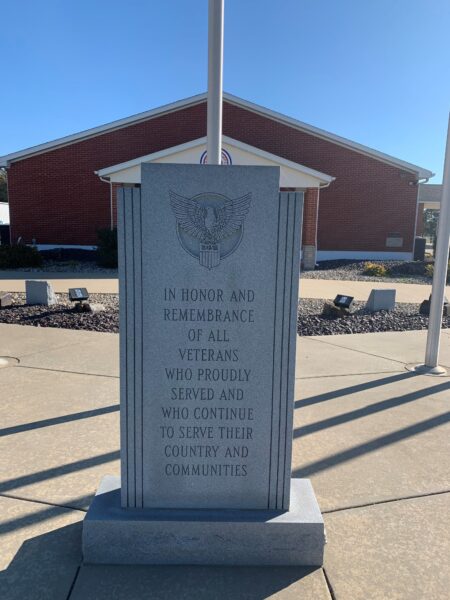 IN HONOR AND
REMEMBRANCE
OF ALL
VETERANS
WHO PROUDLY
SERVED AND
WHO CONTINUE
TO SERVE THEIR
COUNTRY AND
COMMUNITIES